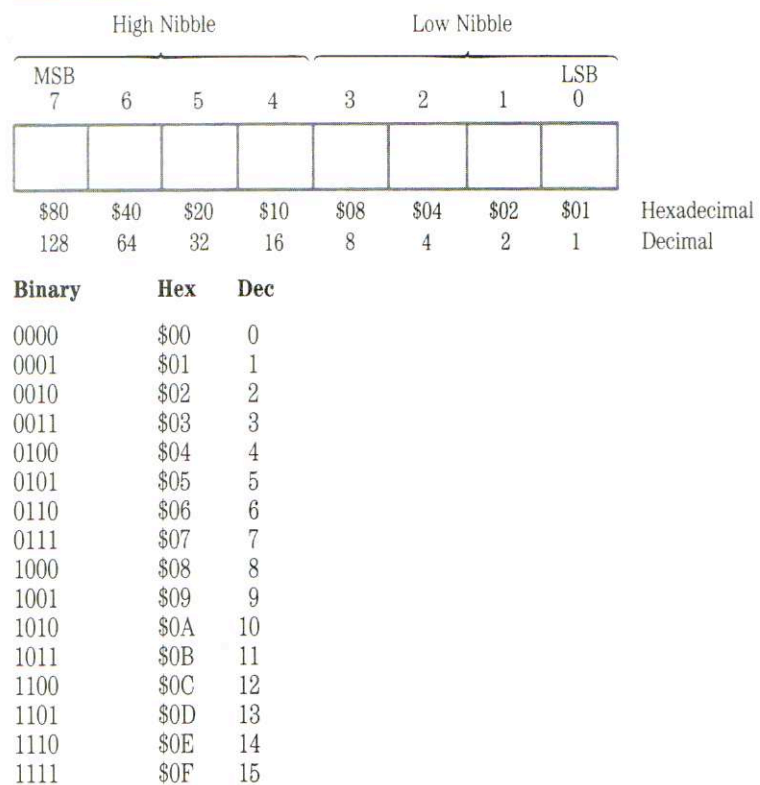 High Nibble Low Nibble
MSB LSB
7 6 5 4 3 2 1 0
$80 $40 $20 $10 $08 $04 $02 $01 Hexadecimal
128 64 32 16 8 4 2 1 Decimal
Binary Hex Dec
0000 $00 0
0001 $01 1
0010 $02 2
0011 $03 3
0100 $04 4
0101 $05 5
0110 $06 6
0111 $07 7
1000 $08 8
1001 $09 9
1010 $0A 10
1011 $0B 11
1100 $0C 12
1101 $0D 13
1110 $0E 14
1111 $0F 15